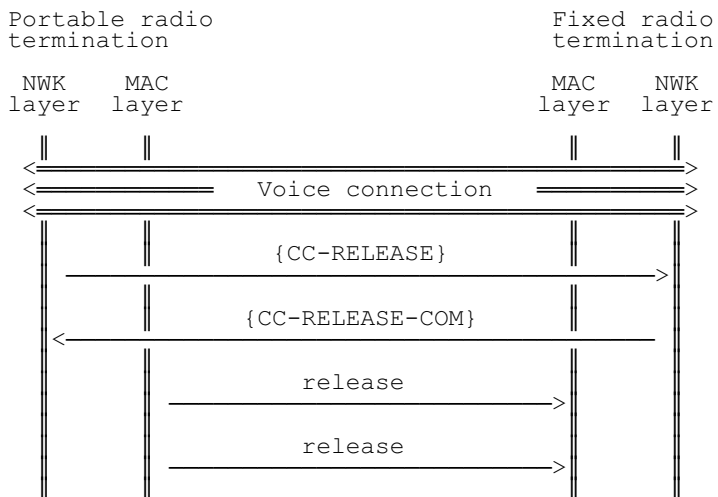 Portable radio Fixed radio
termination termination
NWK MAC MAC NWK
layer layer layer layer
Voice connection
{CC-RELEASE}
{CC-RELEASE-COM}
release
release